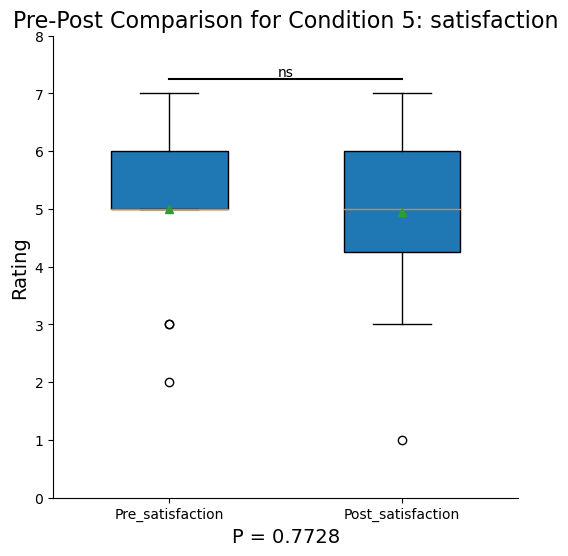 Pre-Post Comparison for Condition 5: satisfaction
8
ns
7
6
5
4
3
2
1
0
Rating
Pre_satisfaction
Post_satisfaction
P = 0.7728